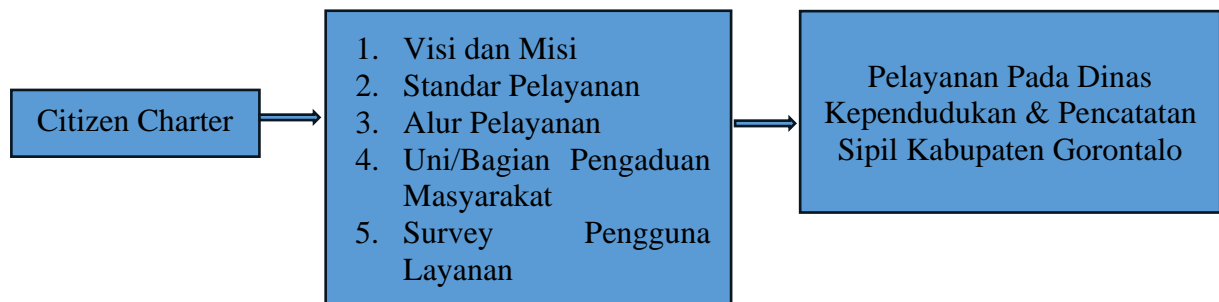 Citizen Charter
1. Visi dan Misi
2. Standar Pelayanan
3. Alur Pelayanan
4. Uni/Bagian Pengaduan
Masyarakat
5. Survey Pengguna
Layanan
Pelayanan Pada Dinas
Kependudukan & Pencatatan
Sipil Kabupaten Gorontalo